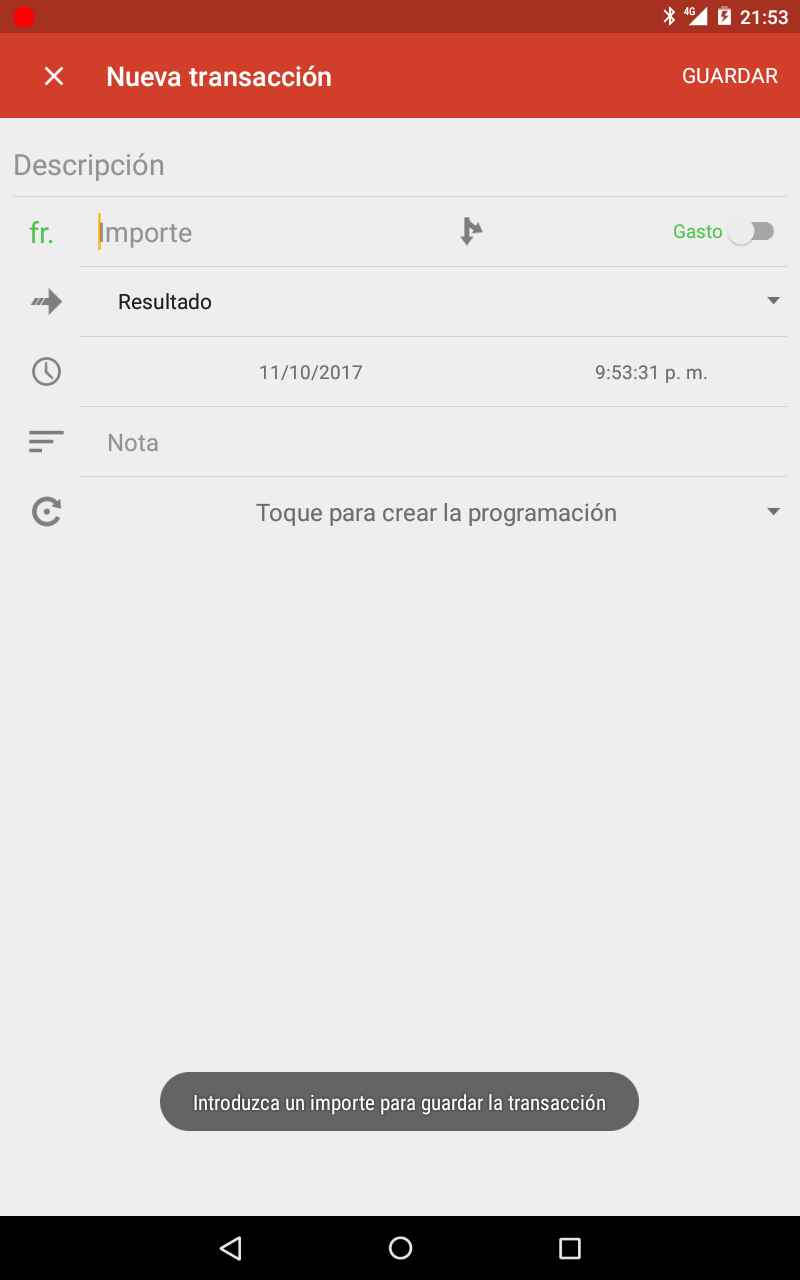 4G 21:53
Nueva transacción GUARDAR
Descripción
fr. Importe Gasto
Resultado
11/10/2017 9:53:31 p. m.
Nota
Toque para crear la programación
Introduzca un importe para guardar la transacción